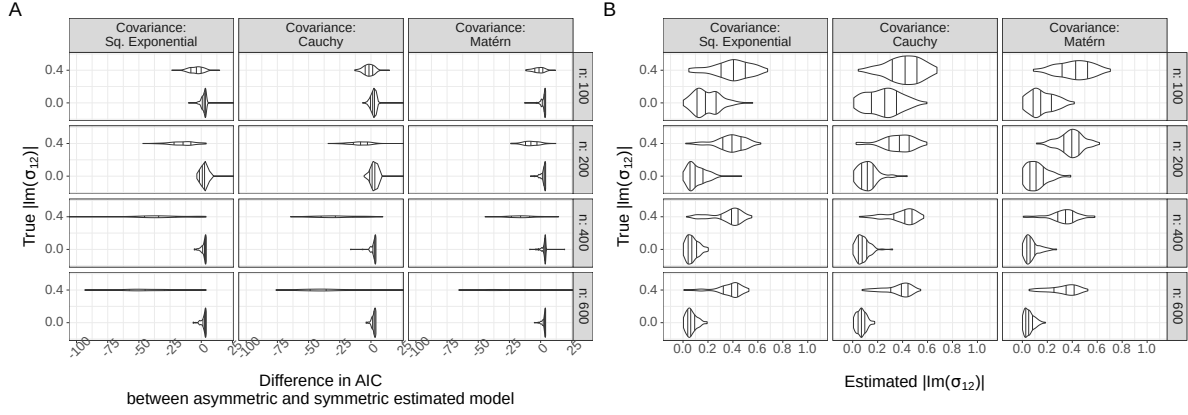 A
Covariance:
Sq. Exponential
Covariance:
Cauchy
Covariance:
Matérn
True |Im(σ₁₂)|
0.4
0.0
n: 100
0.4
0.0
n: 200
0.4
0.0
n: 400
0.4
0.0
n: 600
-100 -75 -50 -25 0 25
-100 -75 -50 -25 0 25
-100 -75 -50 -25 0 25
Difference in AIC
between asymmetric and symmetric estimated model
B
Covariance:
Sq. Exponential
Covariance:
Cauchy
Covariance:
Matérn
True |Im(σ₁₂)|
0.4
0.0
n: 100
0.4
0.0
n: 200
0.4
0.0
n: 400
0.4
0.0
n: 600
0.0 0.2 0.4 0.6 0.8 1.0
0.0 0.2 0.4 0.6 0.8 1.0
0.0 0.2 0.4 0.6 0.8 1.0
Estimated |Im(σ₁₂)|